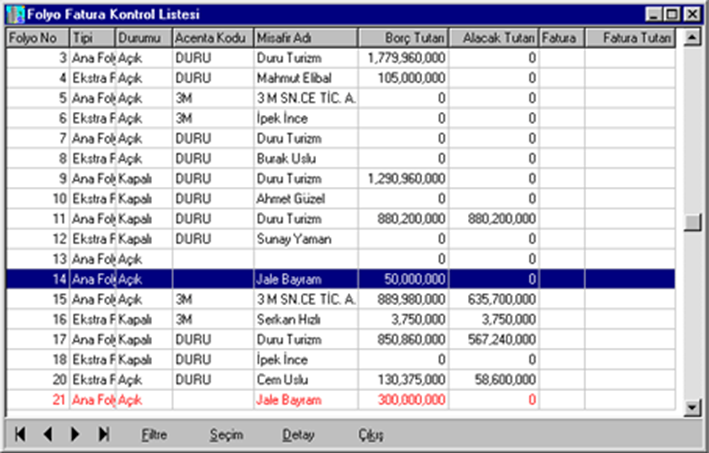 Folyo Fatura Kontrol Listesi
Folyo No Tipi Durumu Acenta Kodu Misafir Adı Borç Tutarı Alacak Tutarı Fatura Fatura Tutarı
3 Ana Foly Açık DURU Duru Turizm 1,779,960,000 0
4 Ekstra F Açık DURU Mahmut Elibal 105,000,000 0
5 Ana Foly Açık 3M 3 M SN.CE TİC. A. 0 0
6 Ekstra F Açık 3M İpek İnce 0 0
7 Ana Foly Açık DURU Duru Turizm 0 0
8 Ekstra F Açık DURU Burak Uslu 0 0
9 Ana Foly Kapalı DURU Duru Turizm 1,290,960,000 0
10 Ekstra F Kapalı DURU Ahmet Güzel 0 0
11 Ana Foly Kapalı DURU Duru Turizm 880,200,000 880,200,000
12 Ekstra F Kapalı DURU Sunay Yaman 0 0
13 Ana Foly Açık 0 0
14 Ana Foly Açık Jale Bayram 50,000,000 0
15 Ana Foly Açık 3M 3 M SN.CE TİC. A. 889,980,000 635,700,000
16 Ekstra F Kapalı 3M Serkan Hızlı 3,750,000 3,750,000
17 Ana Foly Kapalı DURU Duru Turizm 850,860,000 567,240,000
18 Ekstra F Kapalı DURU İpek İnce 0 0
20 Ekstra F Açık DURU Cem Uslu 130,375,000 58,600,000
21 Ana Foly Açık Jale Bayram 300,000,000 0
Filtre Seçim Detay Çıkış